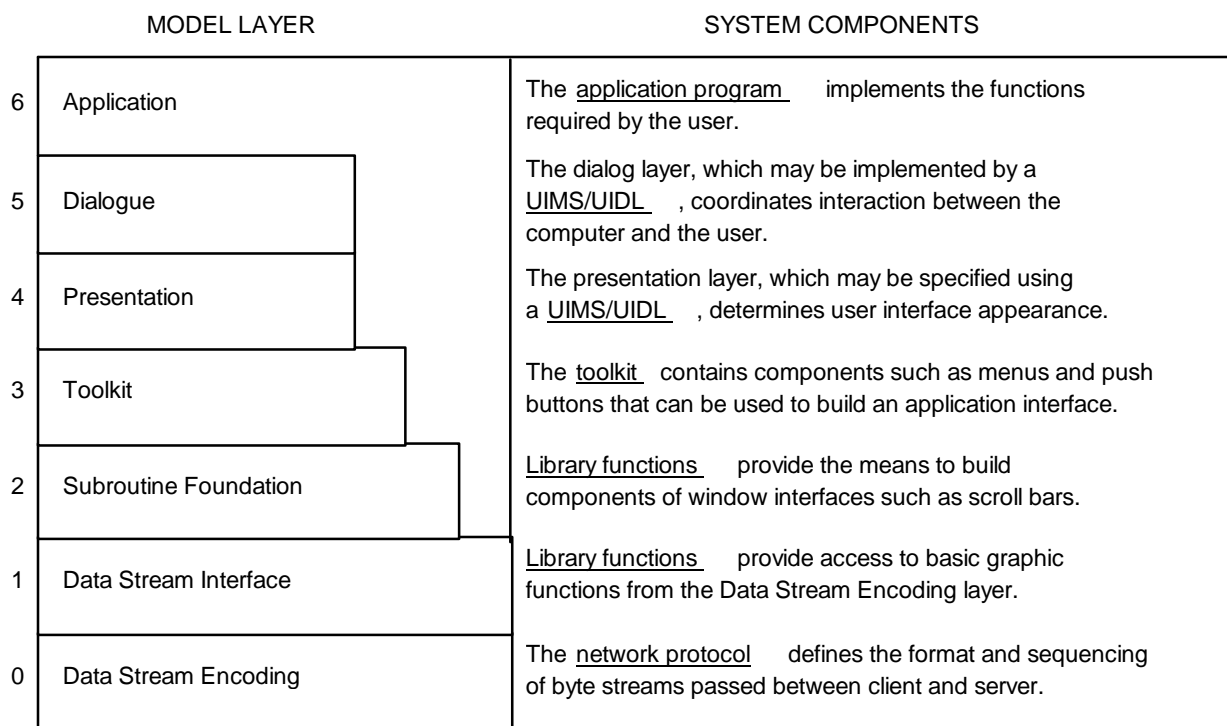 MODEL LAYER SYSTEM COMPONENTS
6 Application
The application program implements the functions
required by the user.
5 Dialogue
The dialog layer, which may be implemented by a
UIMS/UIDL , coordinates interaction between the
computer and the user.
4 Presentation
The presentation layer, which may be specified using
a UIMS/UIDL , determines user interface appearance.
3 Toolkit
The toolkit contains components such as menus and push
buttons that can be used to build an application interface.
2 Subroutine Foundation
Library functions provide the means to build
components of window interfaces such as scroll bars.
1 Data Stream Interface
Library functions provide access to basic graphic
functions from the Data Stream Encoding layer.
0 Data Stream Encoding
The network protocol defines the format and sequencing
of byte streams passed between client and server.